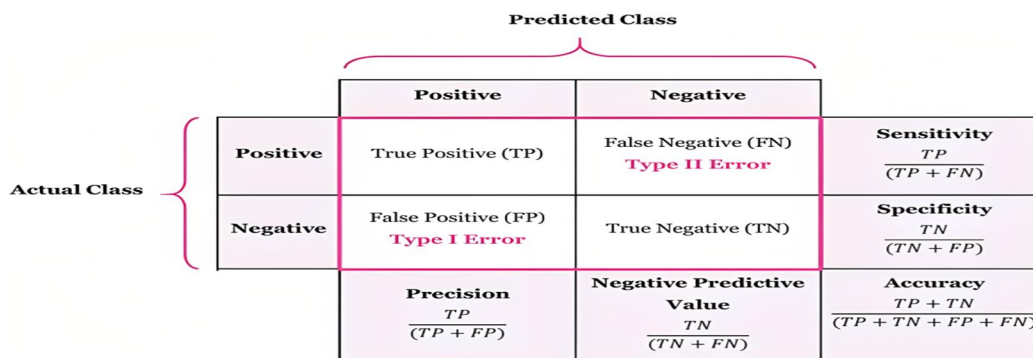 Predicted Class
Positive Negative
Actual Class
Positive
True Positive (TP)
False Negative (FN)
Type II Error
Sensitivity
TP
(TP + FN)
Negative
False Positive (FP)
Type I Error
True Negative (TN)
Specificity
TN
(TN + FP)
Precision
TP
(TP + FP)
Negative Predictive
Value
TN
(TN + FN)
Accuracy
TP + TN
(TP + TN + FP + FN)